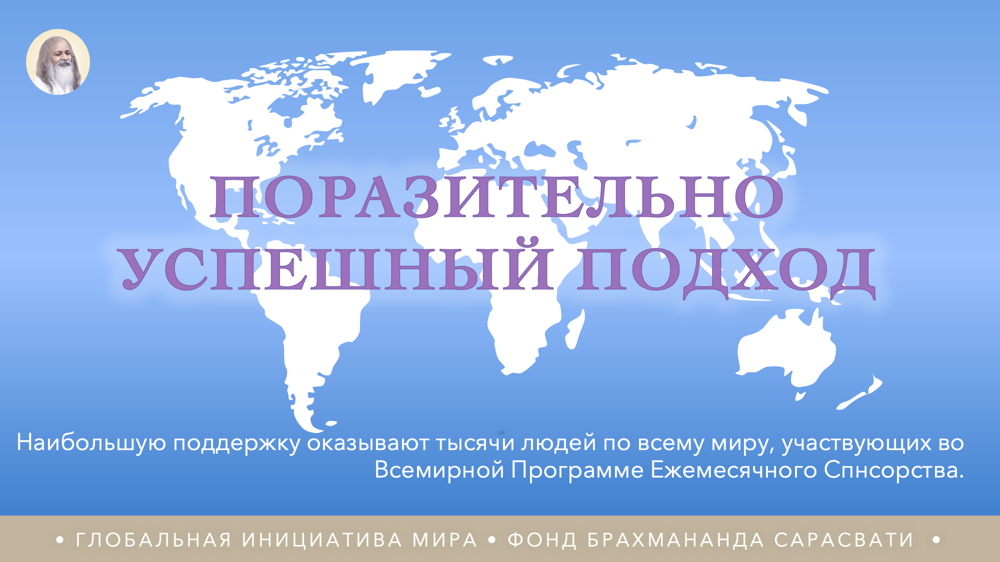 ПОРАЗИТЕЛЬНО
УСПЕШНЫЙ ПОДХОД
Наибольшую поддержку оказывают тысячи людей по всему миру, участвующих во
Всемирной Программе Ежемесячного Спнсорства.
• ГЛОБАЛЬНАЯ ИНИЦИАТИВА МИРА • ФОНД БРАХМАНАНДА САРАСВАТИ •